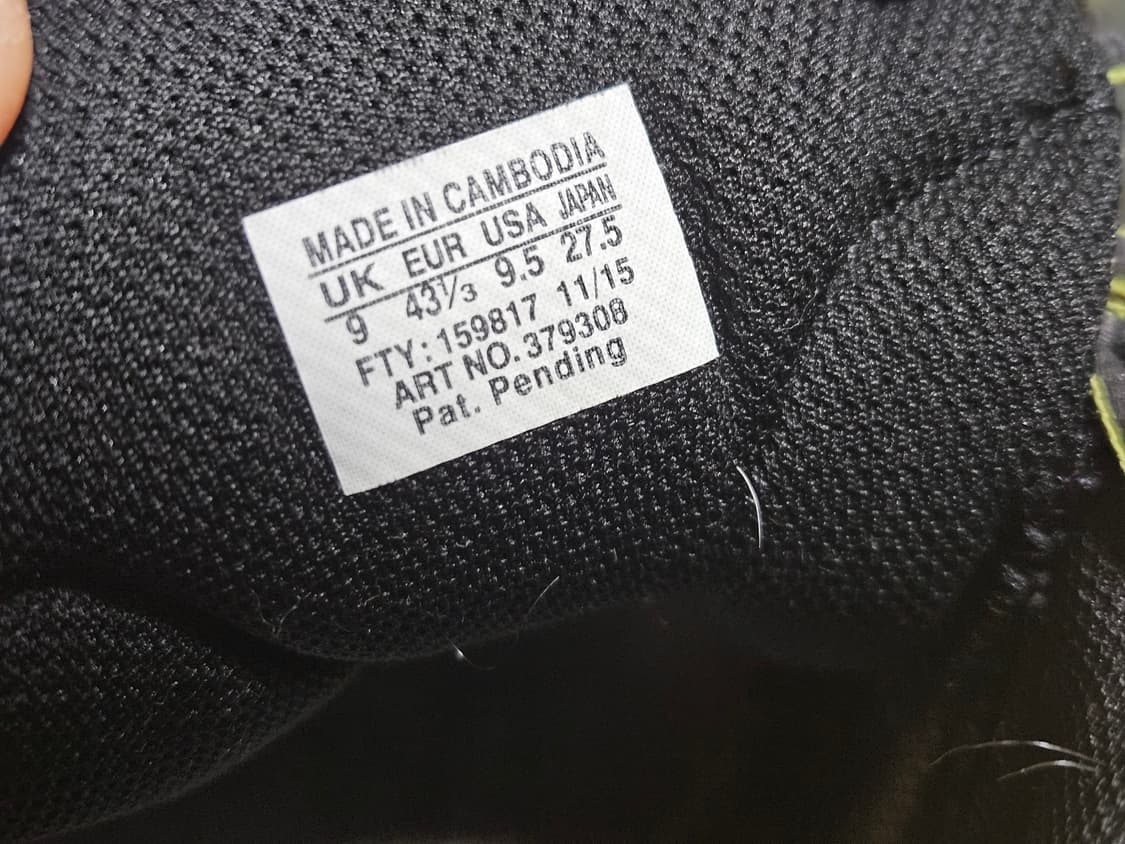 MADE IN CAMBODIA
UK EUR USA JAPAN
9 43⅓ 9.5 27.5
FTY: 159817 11/15
ART NO. 379308
Pat. Pending